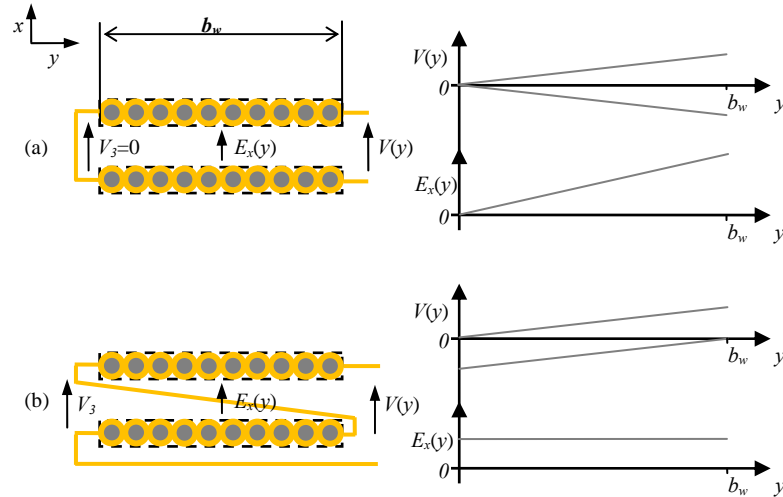 x
y
b_w
(a)
V_3=0
E_x(y)
V(y)
V(y)
0
b_w
y
E_x(y)
0
b_w
y
(b)
V_3
E_x(y)
V(y)
V(y)
0
b_w
y
E_x(y)
0
b_w
y